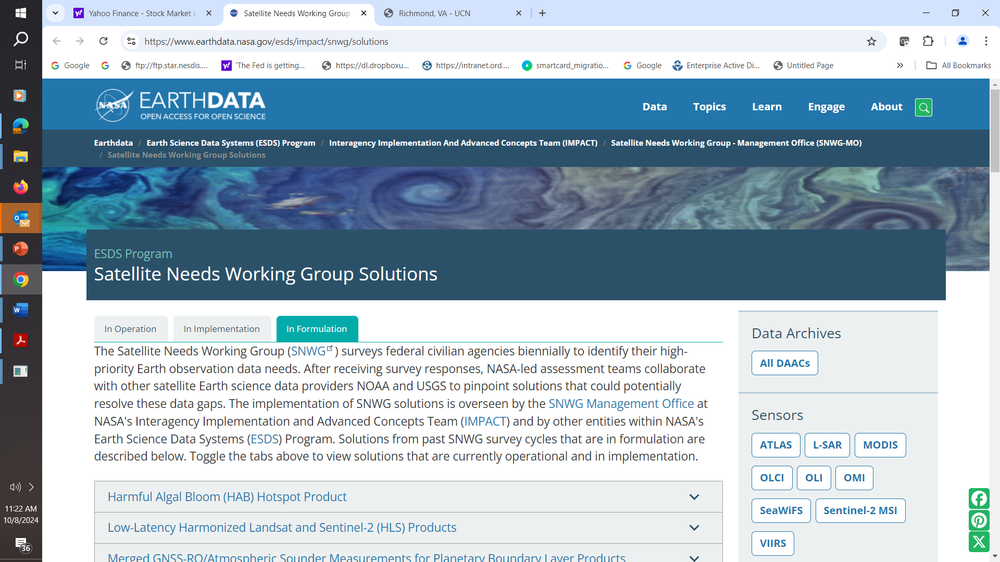 Yahoo Finance - Stock Market L
Satellite Needs Working Group
Richmond, VA - UCN
https://www.earthdata.nasa.gov/esds/impact/snwg/solutions
Google
ftp://ftp.star.nesdis....
'The Fed is getting...
https://dl.dropboxu...
https://intranet.ord....
smartcard_migratio...
Google
Enterprise Active Di...
Untitled Page
All Bookmarks
NASA
EARTHDATA
OPEN ACCESS FOR OPEN SCIENCE
Data
Topics
Learn
Engage
About
Earthdata / Earth Science Data Systems (ESDS) Program / Interagency Implementation And Advanced Concepts Team (IMPACT) / Satellite Needs Working Group - Management Office (SNWG-MO)
/ Satellite Needs Working Group Solutions
ESDS Program
Satellite Needs Working Group Solutions
In Operation
In Implementation
In Formulation
The Satellite Needs Working Group (SNWG) surveys federal civilian agencies biennially to identify their high-
priority Earth observation data needs. After receiving survey responses, NASA-led assessment teams collaborate
with other satellite Earth science data providers NOAA and USGS to pinpoint solutions that could potentially
resolve these data gaps. The implementation of SNWG solutions is overseen by the SNWG Management Office at
NASA's Interagency Implementation and Advanced Concepts Team (IMPACT) and by other entities within NASA's
Earth Science Data Systems (ESDS) Program. Solutions from past SNWG survey cycles that are in formulation are
described below. Toggle the tabs above to view solutions that are currently operational and in implementation.
Harmful Algal Bloom (HAB) Hotspot Product
Low-Latency Harmonized Landsat and Sentinel-2 (HLS) Products
Merged GNSS-RO/Atmospheric Sounder Measurements for Planetary Boundary Layer Products
Data Archives
All DAACs
Sensors
ATLAS
L-SAR
MODIS
OLCI
OLI
OMI
SeaWiFS
Sentinel-2 MSI
VIIRS
11:22 AM
10/8/2024
36